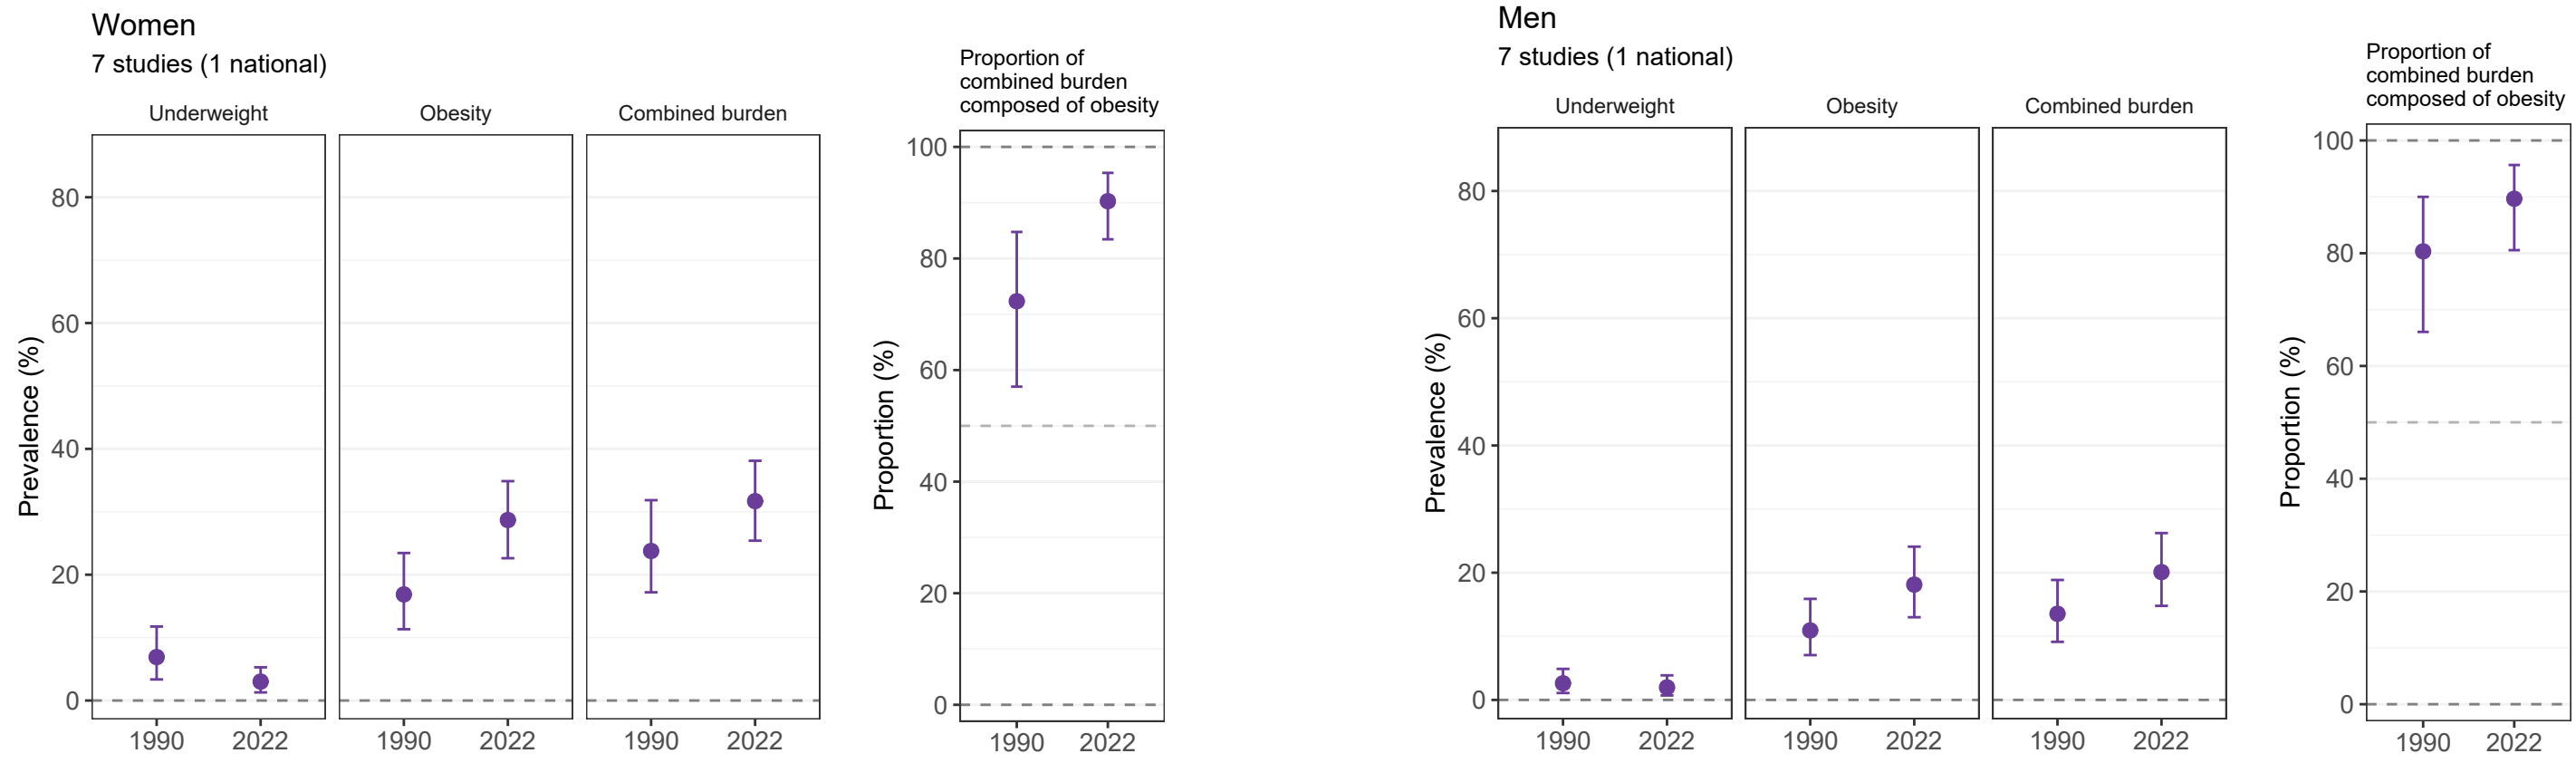 Women
7 studies (1 national)
Underweight
Obesity
Combined burden
Prevalence (%)
80
60
40
20
0
1990 2022
1990 2022
1990 2022
Proportion of
combined burden
composed of obesity
Proportion (%)
100
80
60
40
20
0
1990 2022
Men
7 studies (1 national)
Underweight
Obesity
Combined burden
Prevalence (%)
80
60
40
20
0
1990 2022
1990 2022
1990 2022
Proportion of
combined burden
composed of obesity
Proportion (%)
100
80
60
40
20
0
1990 2022